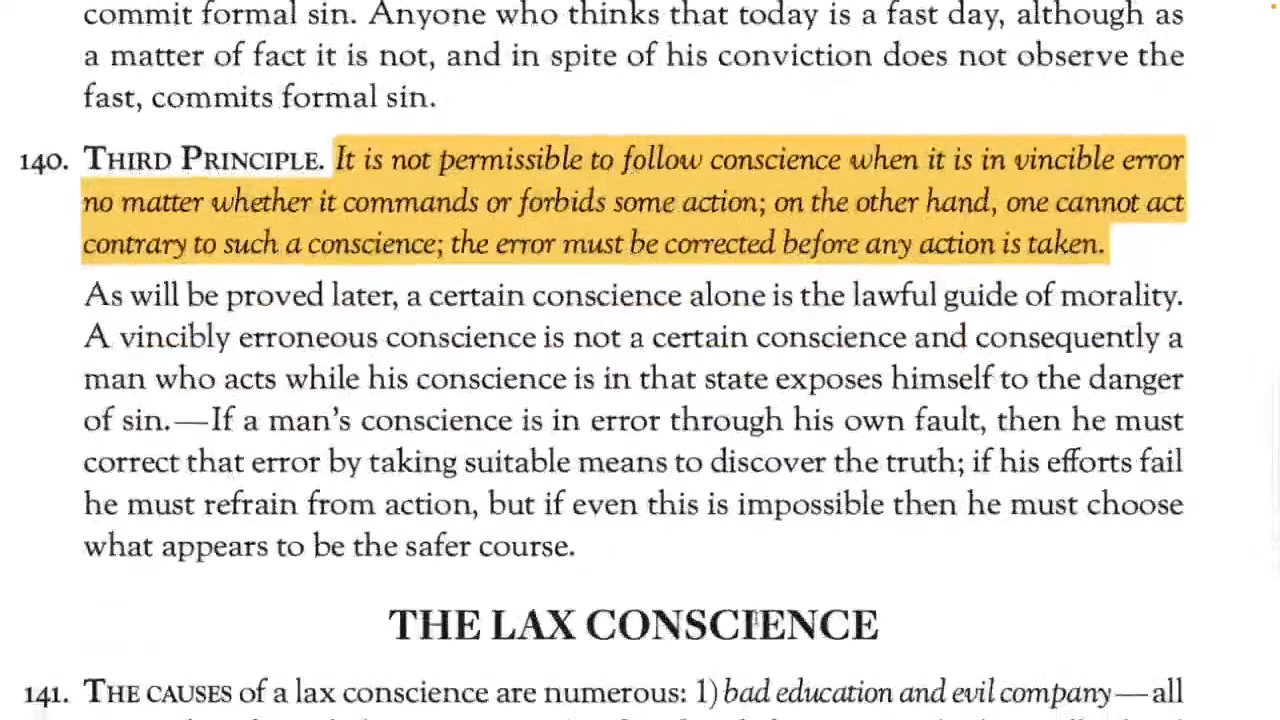 commit formal sin. Anyone who thinks that today is a fast day, although as
a matter of fact it is not, and in spite of his conviction does not observe the
fast, commits formal sin.
140. THIRD PRINCIPLE. It is not permissible to follow conscience when it is in vincible error
no matter whether it commands or forbids some action; on the other hand, one cannot act
contrary to such a conscience; the error must be corrected before any action is taken.
As will be proved later, a certain conscience alone is the lawful guide of morality.
A vincibly erroneous conscience is not a certain conscience and consequently a
man who acts while his conscience is in that state exposes himself to the danger
of sin.—If a man's conscience is in error through his own fault, then he must
correct that error by taking suitable means to discover the truth; if his efforts fail
he must refrain from action, but if even this is impossible then he must choose
what appears to be the safer course.
THE LAX CONSCIENCE
141. THE CAUSES of a lax conscience are numerous: 1) bad education and evil company—all